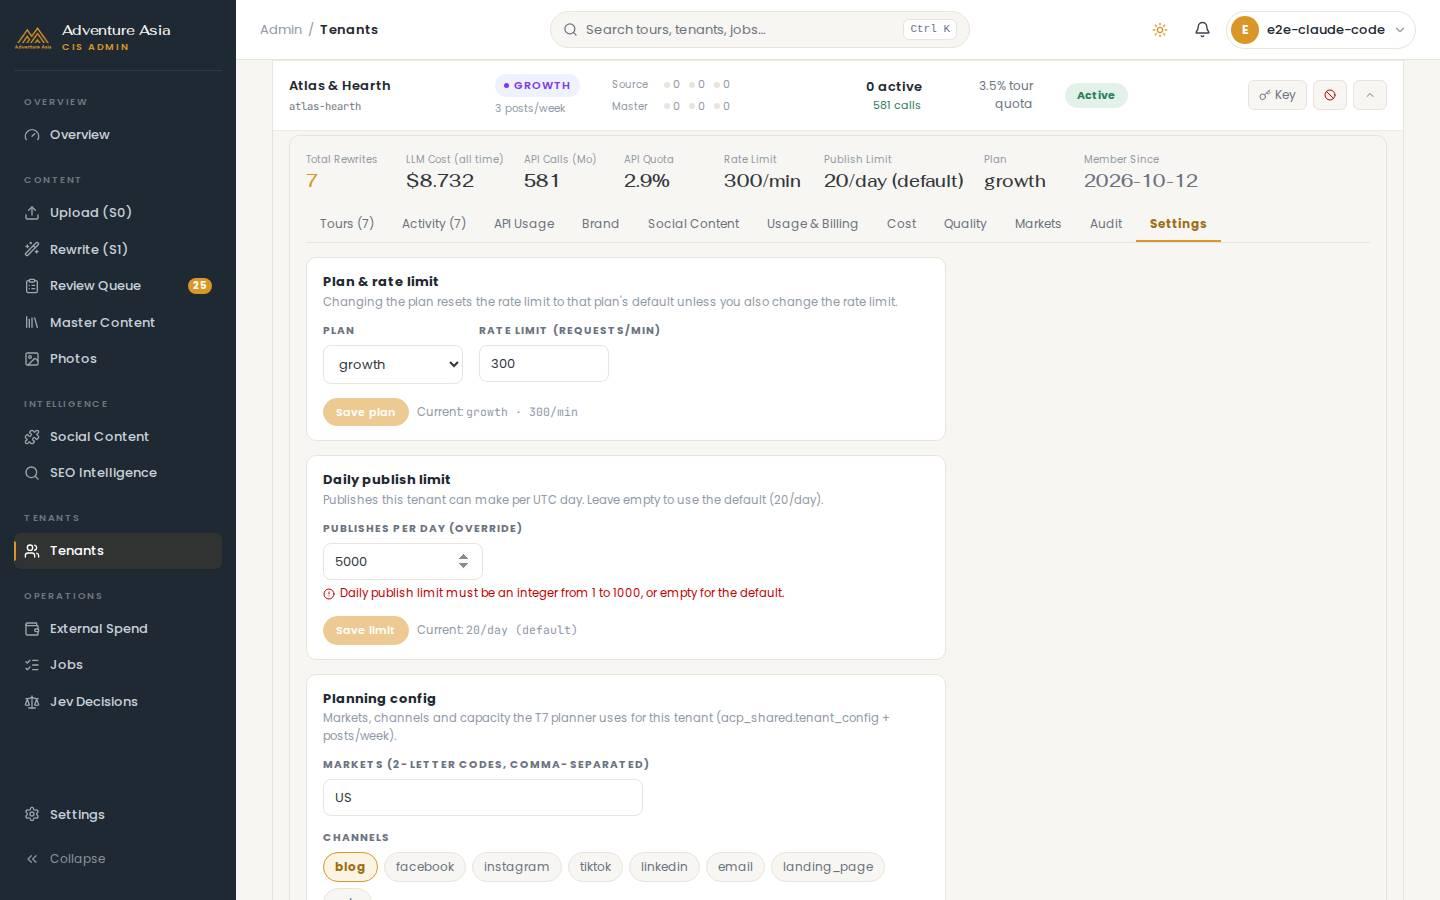 Adventure Asia
CIS ADMIN
Adventure Asia
OVERVIEW
Overview
CONTENT
Upload (S0)
Rewrite (S1)
Review Queue 25
Master Content
Photos
INTELLIGENCE
Social Content
SEO Intelligence
TENANTS
Tenants
OPERATIONS
External Spend
Jobs
Jev Decisions
Settings
Collapse
Admin / Tenants
Search tours, tenants, jobs... Ctrl K
E e2e-claude-code
Atlas & Hearth
atlas-hearth
GROWTH
3 posts/week
Source 0 0 0
Master 0 0 0
0 active
581 calls
3.5% tour
quota
Active
Key
Total Rewrites LLM Cost (all time) API Calls (Mo) API Quota Rate Limit Publish Limit Plan Member Since
7 $8.732 581 2.9% 300/min 20/day (default) growth 2026-10-12
Tours (7) Activity (7) API Usage Brand Social Content Usage & Billing Cost Quality Markets Audit Settings
Plan & rate limit
Changing the plan resets the rate limit to that plan's default unless you also change the rate limit.
PLAN RATE LIMIT (REQUESTS/MIN)
growth 300
Save plan Current: growth · 300/min
Daily publish limit
Publishes this tenant can make per UTC day. Leave empty to use the default (20/day).
PUBLISHES PER DAY (OVERRIDE)
5000
Daily publish limit must be an integer from 1 to 1000, or empty for the default.
Save limit Current: 20/day (default)
Planning config
Markets, channels and capacity the T7 planner uses for this tenant (acp_shared.tenant_config +
posts/week).
MARKETS (2-LETTER CODES, COMMA-SEPARATED)
US
CHANNELS
blog facebook instagram tiktok linkedin email landing_page